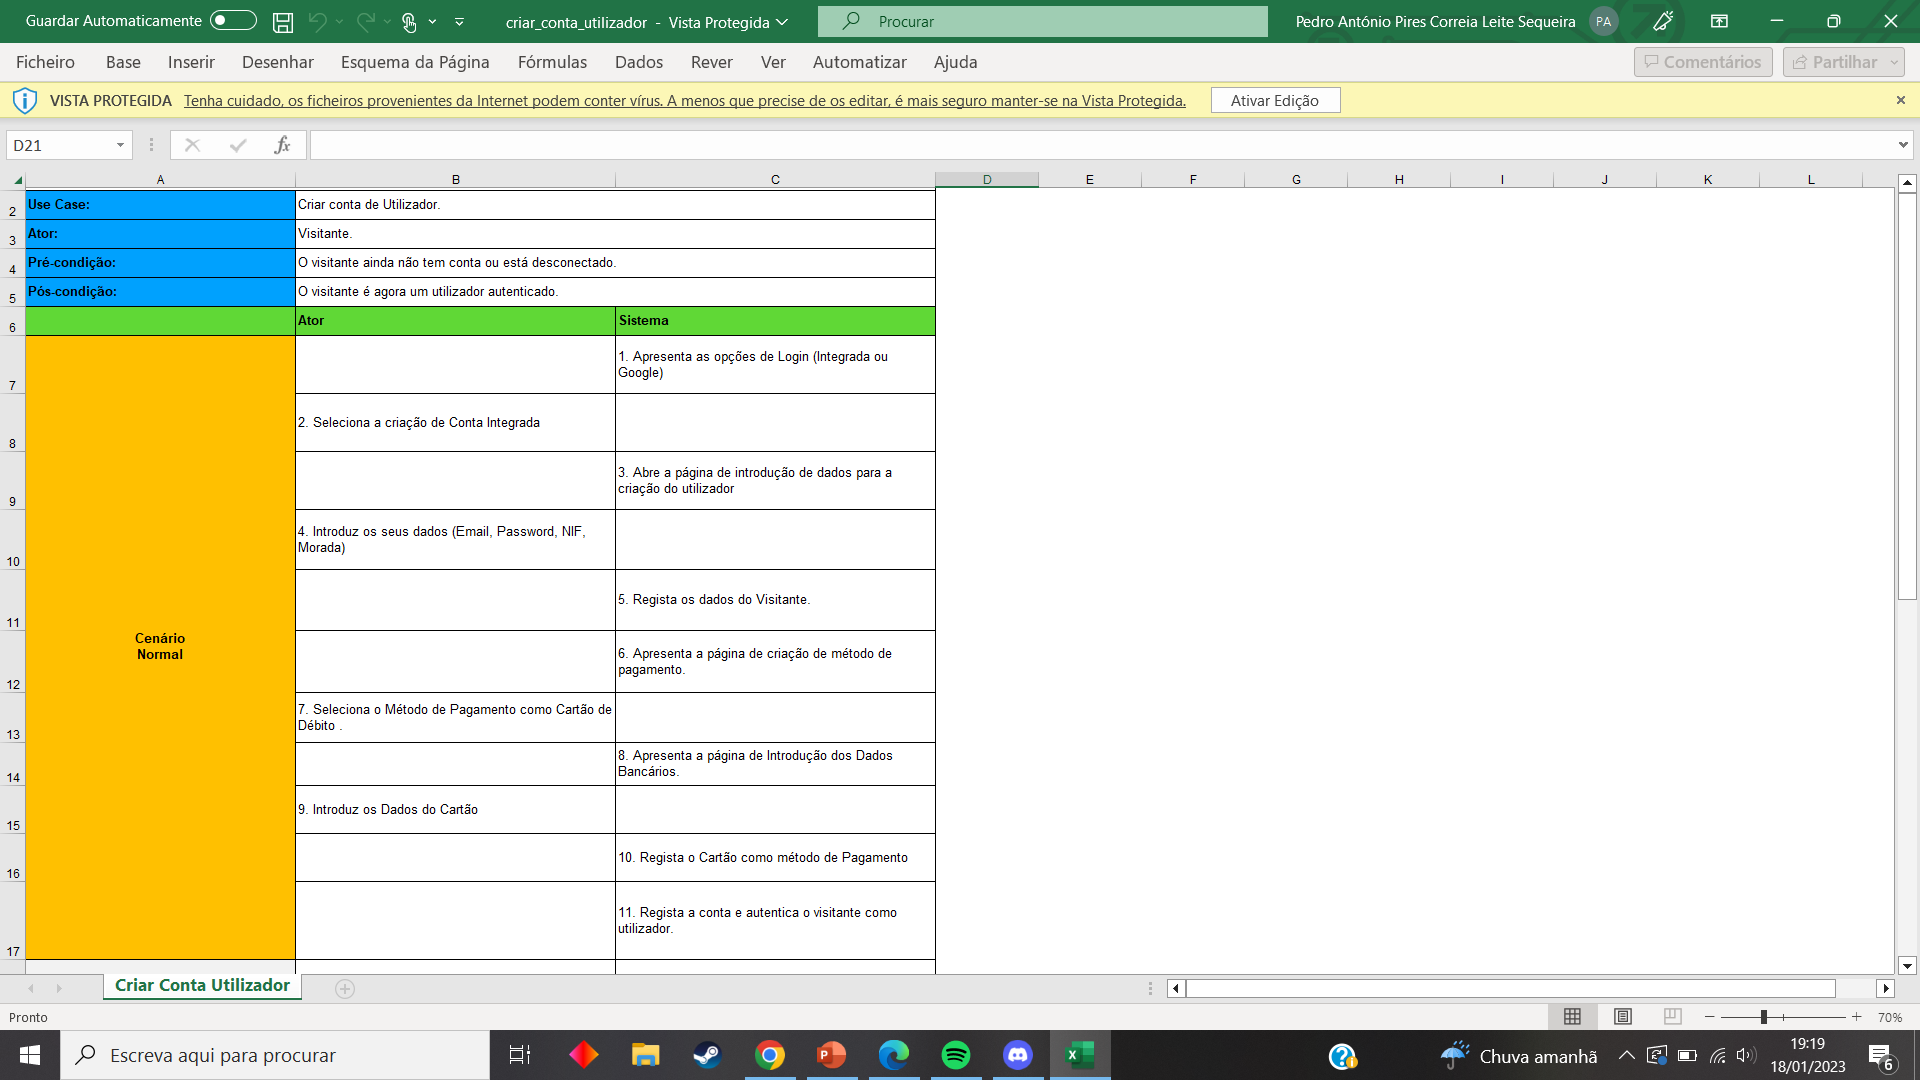 Guardar Automaticamente
criar_conta_utilizador - Vista Protegida
Procurar
Pedro António Pires Correia Leite Sequeira
PA
Ficheiro Base Inserir Desenhar Esquema da Página Fórmulas Dados Rever Ver Automatizar Ajuda
Comentários Partilhar
VISTA PROTEGIDA Tenha cuidado, os ficheiros provenientes da Internet podem conter vírus. A menos que precise de os editar, é mais seguro manter-se na Vista Protegida. Ativar Edição
D21 fx
A B C D E F G H I J K L
2 Use Case: Criar conta de Utilizador.
3 Ator: Visitante.
4 Pré-condição: O visitante ainda não tem conta ou está desconectado.
5 Pós-condição: O visitante é agora um utilizador autenticado.
6 Ator Sistema
1. Apresenta as opções de Login (Integrada ou
Google)
7
2. Seleciona a criação de Conta Integrada
8
3. Abre a página de introdução de dados para a
criação do utilizador
9
4. Introduz os seus dados (Email, Password, NIF,
Morada)
10
5. Regista os dados do Visitante.
11
Cenário
Normal
6. Apresenta a página de criação de método de
pagamento.
12
7. Seleciona o Método de Pagamento como Cartão de
Débito .
13
8. Apresenta a página de Introdução dos Dados
Bancários.
14
9. Introduz os Dados do Cartão
15
10. Regista o Cartão como método de Pagamento
16
11. Regista a conta e autentica o visitante como
utilizador.
17
Criar Conta Utilizador
Pronto
70%
Escreva aqui para procurar
Chuva amanhã
19:19
18/01/2023
6